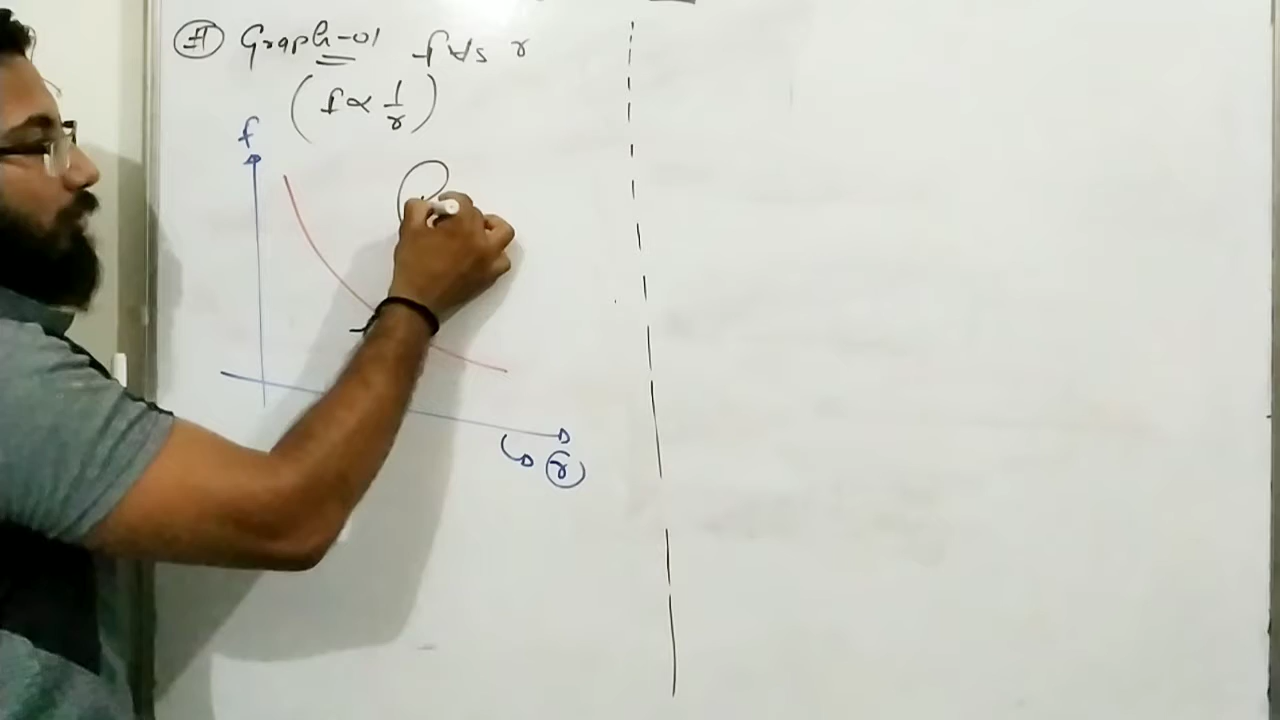 # Graph-01 f vs r
(f ∝ 1/r)
f
r